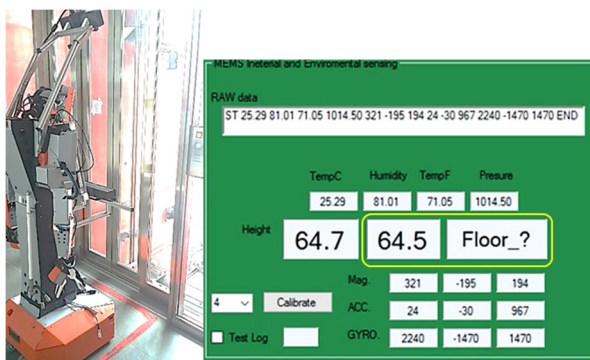 MEMS Ineterial and Enviromental sensing
RAW data
ST 25.29 81.01 71.05 1014.50 321 -195 194 24 -30 967 2240 -1470 1470 END
TempC Humidity TempF Presure
25.29 81.01 71.05 1014.50
Height 64.7 64.5 Floor_?
Mag. 321 -195 194
4 Calibrate ACC. 24 -30 967
Test Log GYRO. 2240 -1470 1470